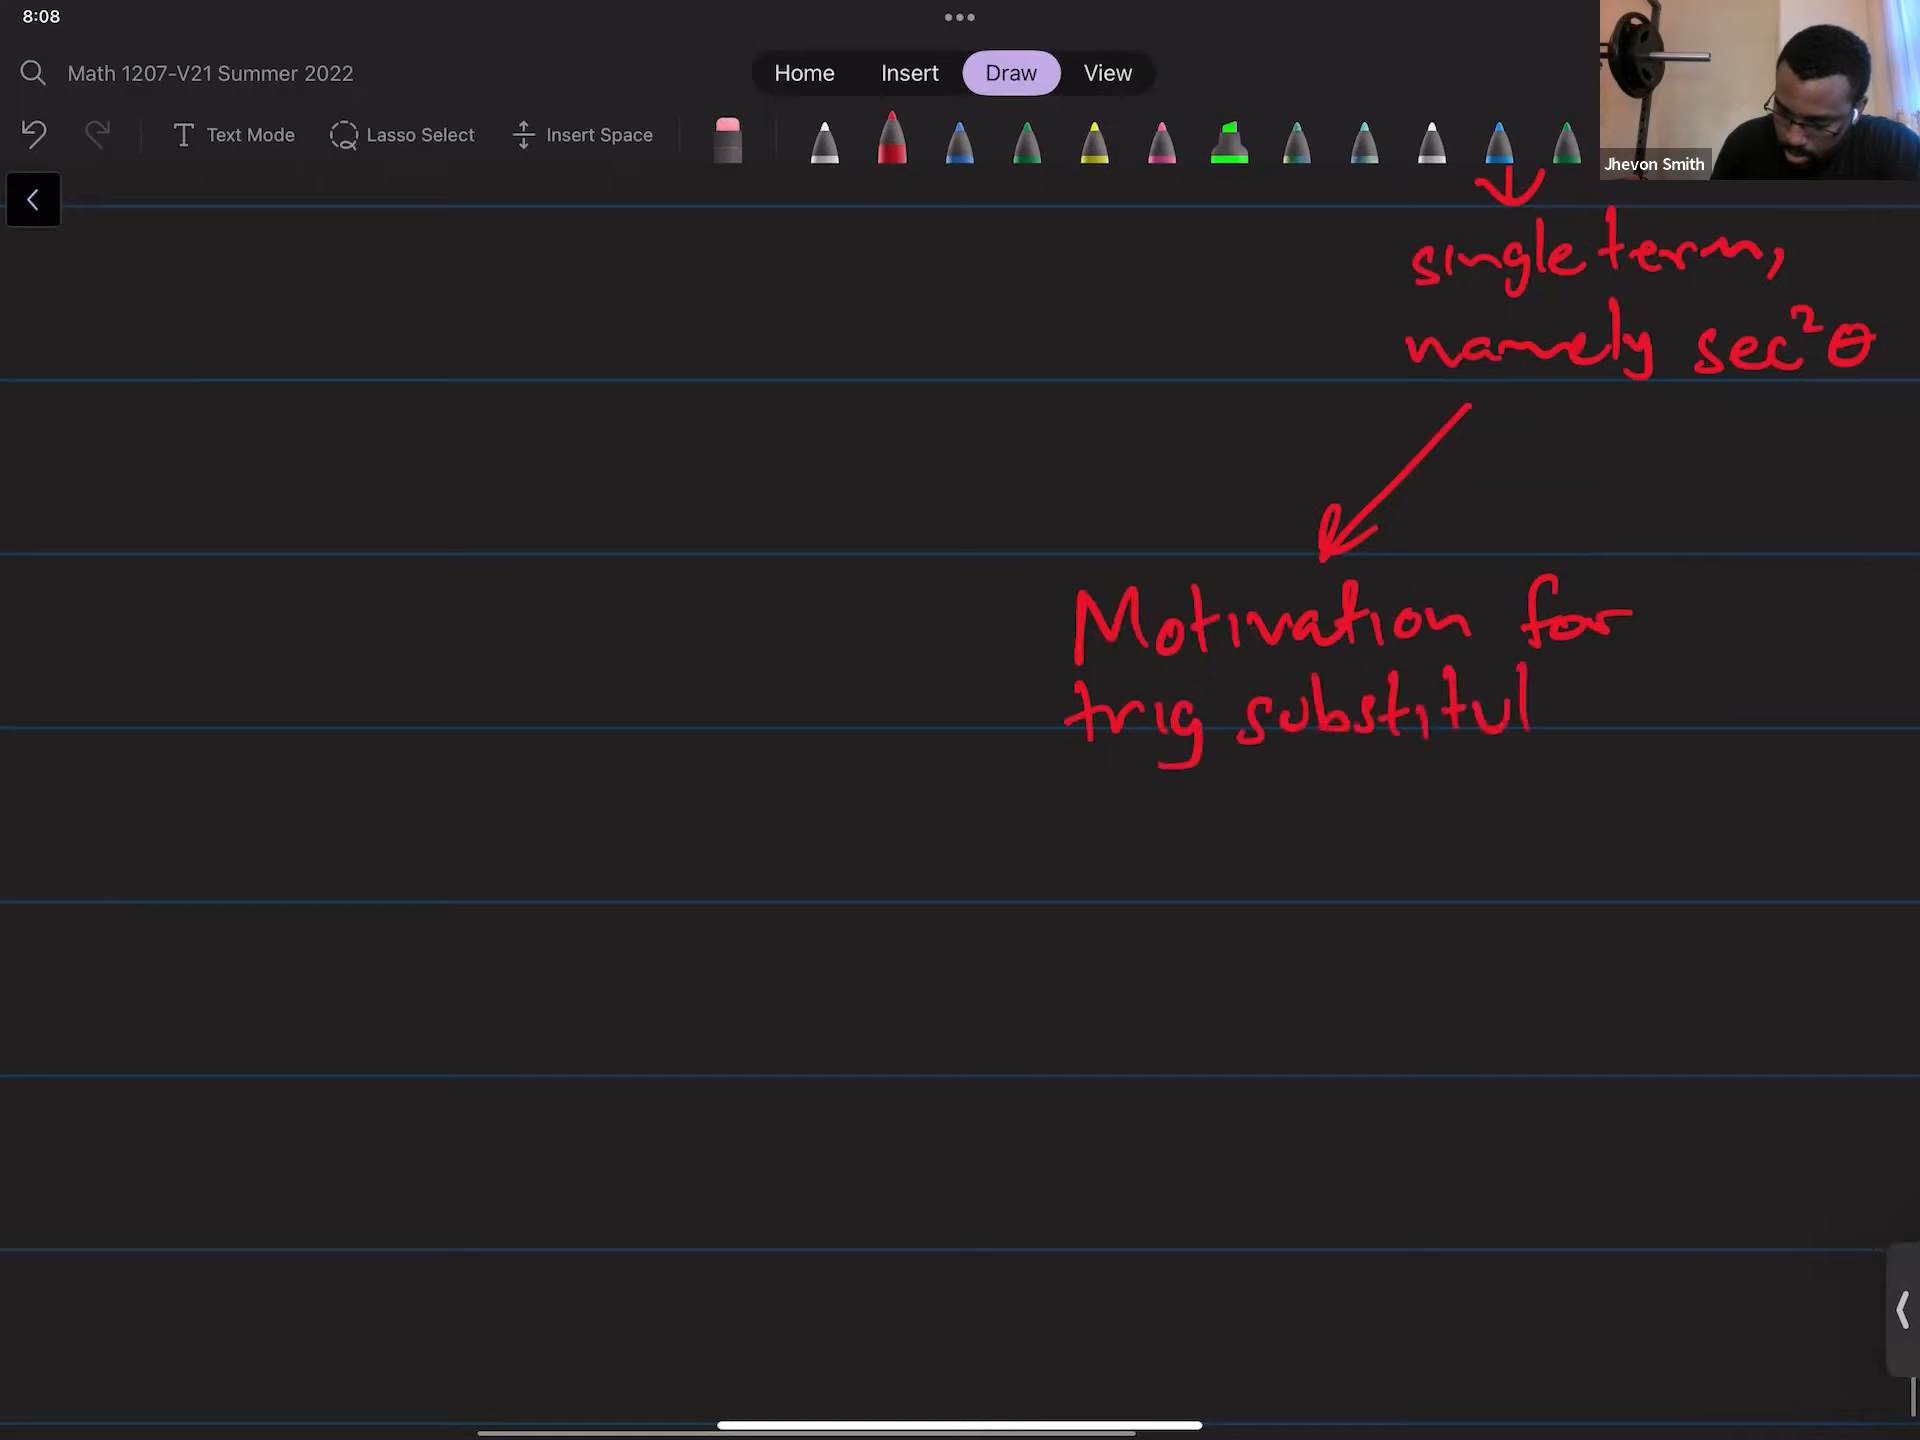 8:08
Math 1207-V21 Summer 2022
Home Insert Draw View
Text Mode Lasso Select Insert Space
Jhevon Smith
single term,
namely sec²θ
Motivation for
trig substitut